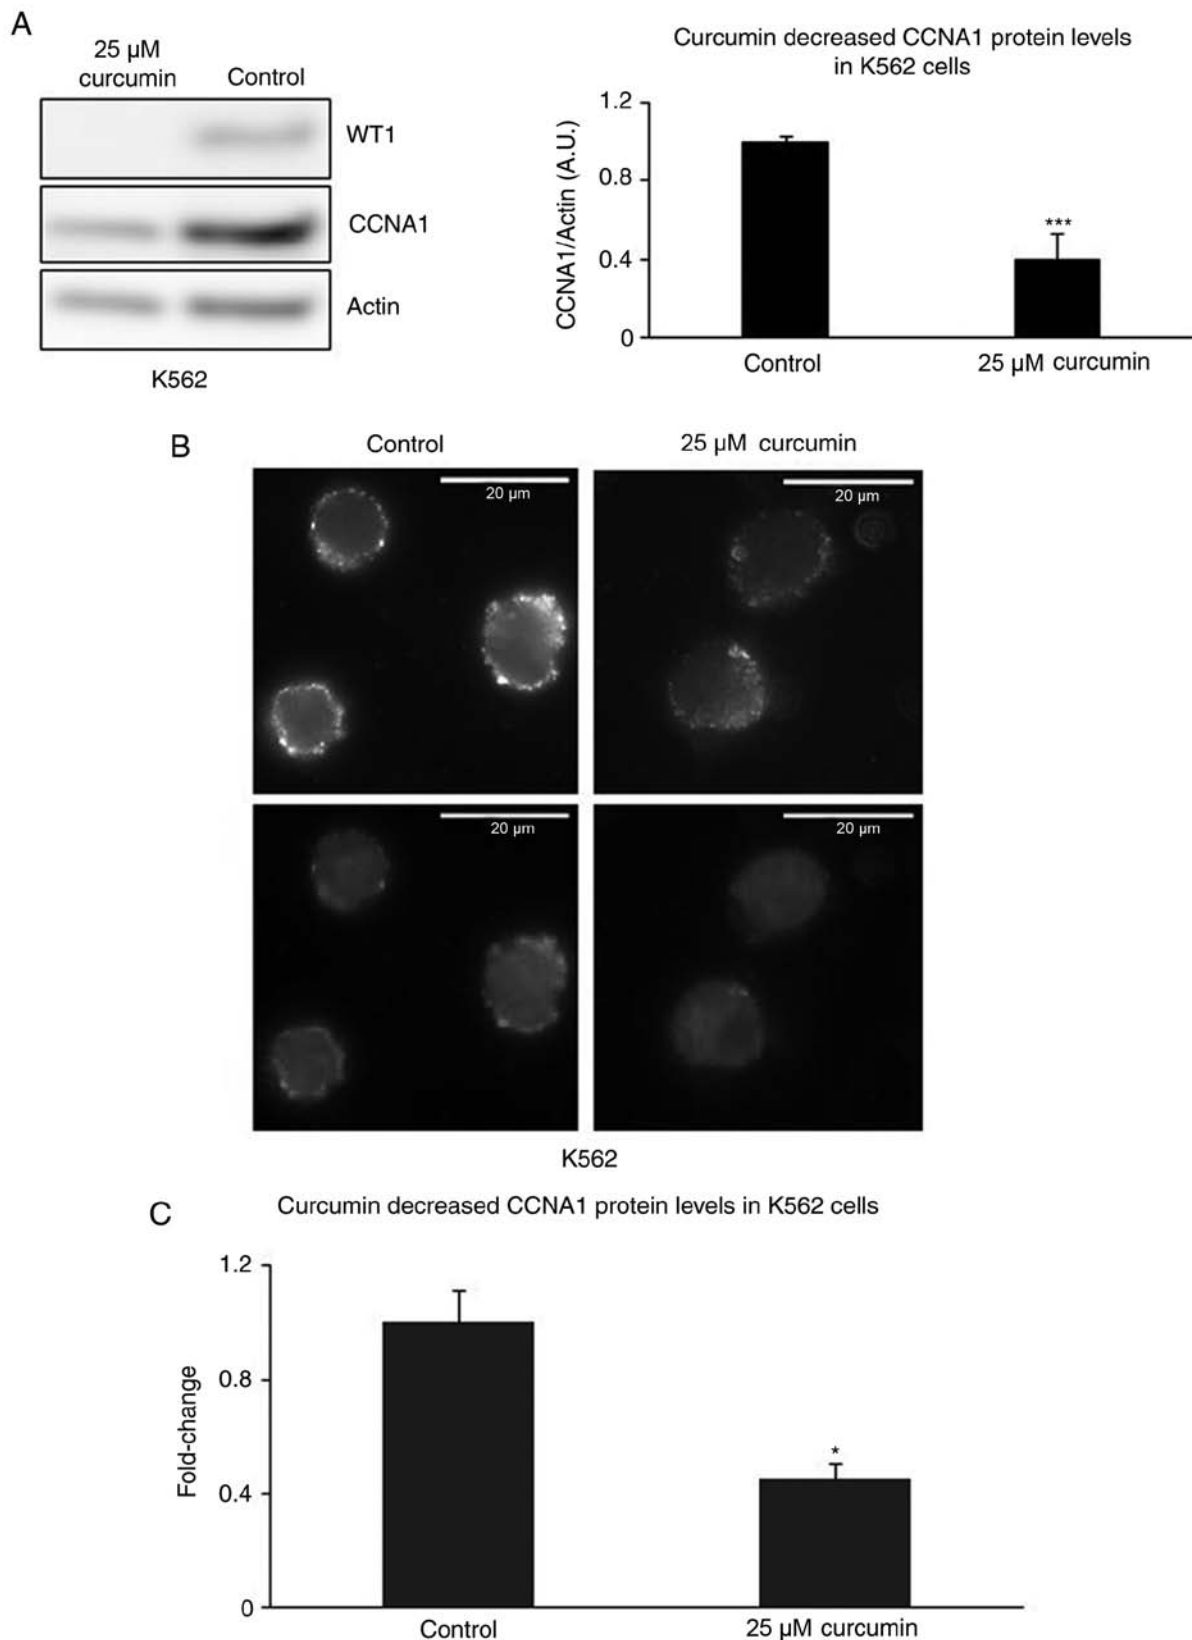 A
25 µM
curcumin
Control
WT1
CCNA1
Actin
K562
Curcumin decreased CCNA1 protein levels
in K562 cells
CCNA1/Actin (A.U.)
1.2
0.8
0.4
0
***
Control
25 µM curcumin
B
Control
25 µM curcumin
20 µm
20 µm
20 µm
20 µm
K562
C
Curcumin decreased CCNA1 protein levels in K562 cells
Fold-change
1.2
0.8
0.4
0
*
Control
25 µM curcumin